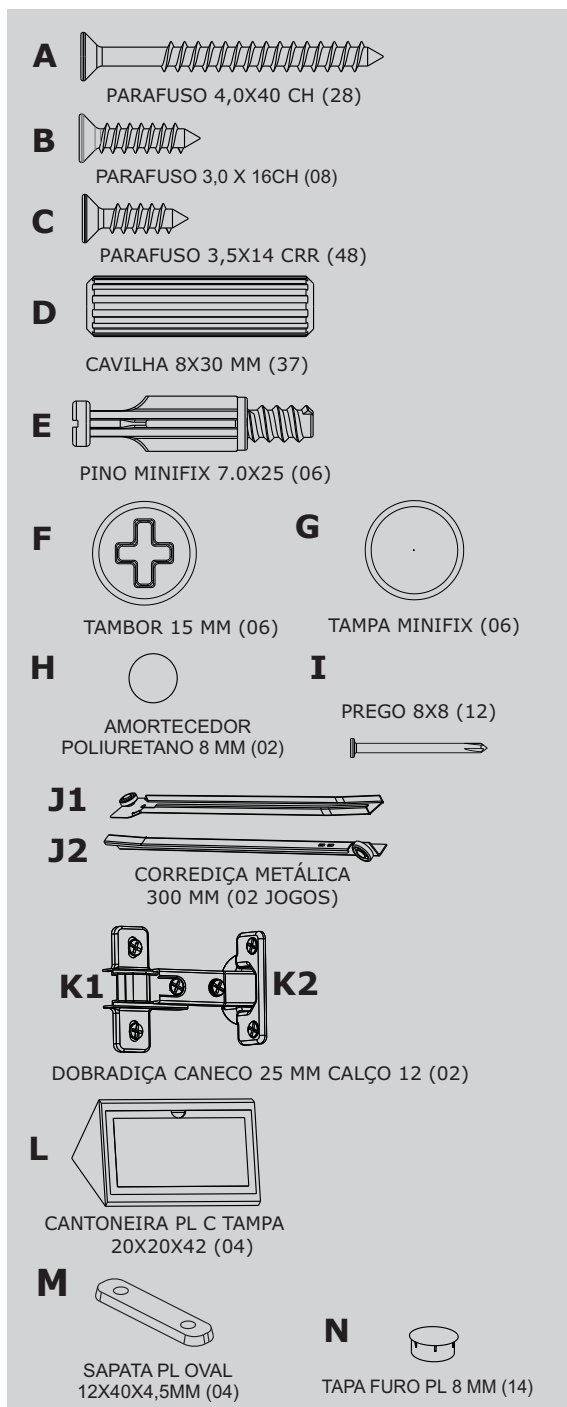 A
PARAFUSO 4,0X40 CH (28)
B
PARAFUSO 3,0 X 16CH (08)
C
PARAFUSO 3,5X14 CRR (48)
D
CAVILHA 8X30 MM (37)
E
PINO MINIFIX 7.0X25 (06)
F
TAMBOR 15 MM (06)
G
TAMPA MINIFIX (06)
H
AMORTECEDOR
POLIURETANO 8 MM (02)
I
PREGO 8X8 (12)
J1
J2
CORREDIÇA METÁLICA
300 MM (02 JOGOS)
K1
K2
DOBRADIÇA CANECO 25 MM CALÇO 12 (02)
L
CANTONEIRA PL C TAMPA
20X20X42 (04)
M
SAPATA PL OVAL
12X40X4,5MM (04)
N
TAPA FURO PL 8 MM (14)